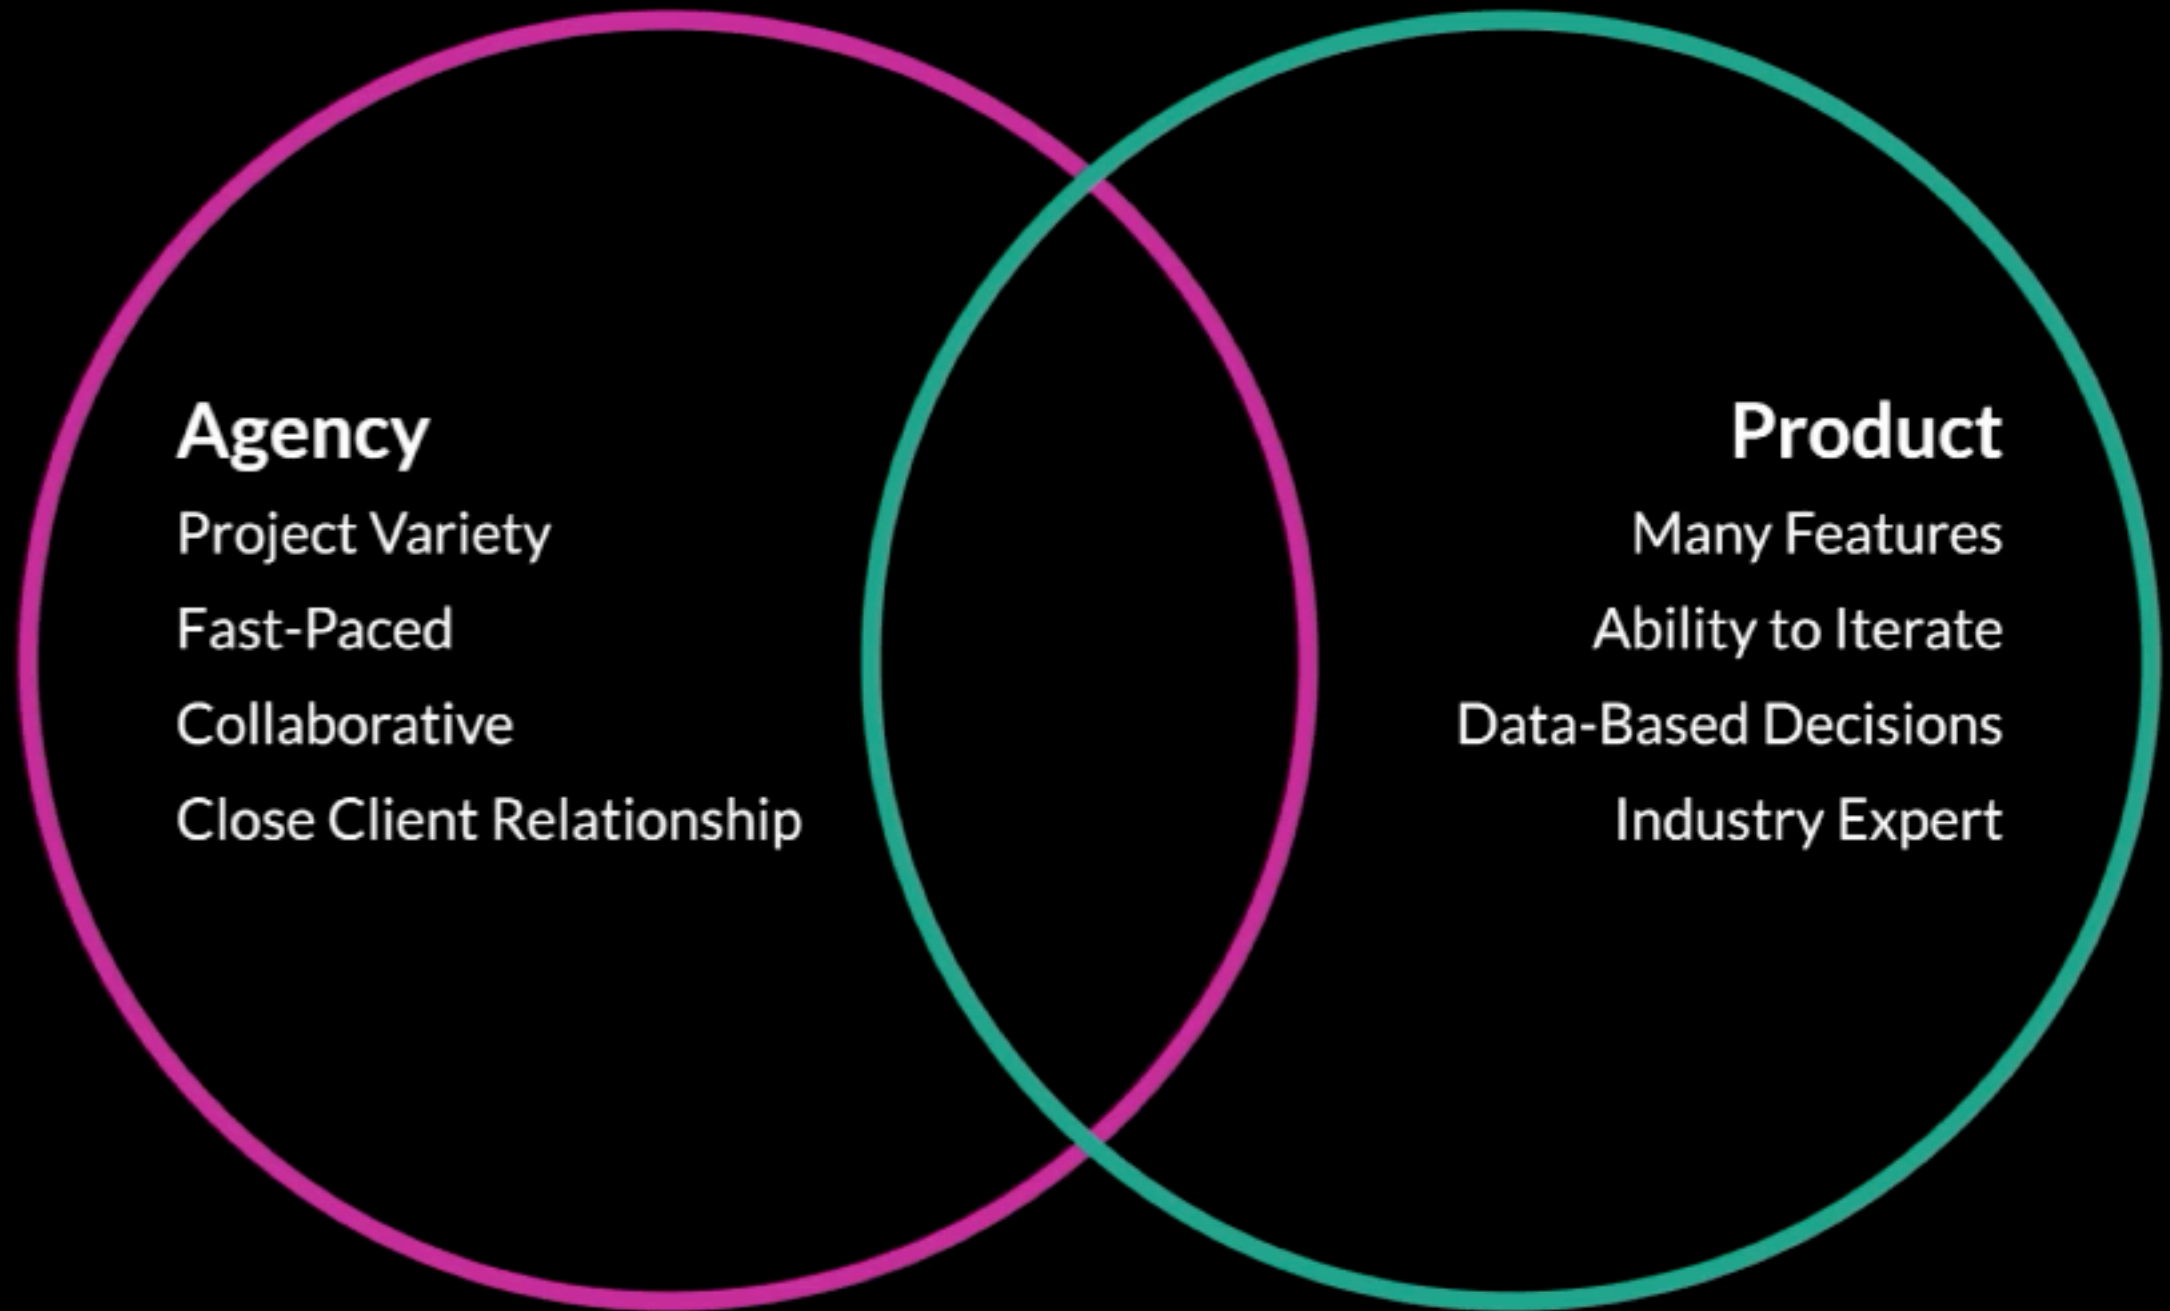 Agency
Project Variety
Fast-Paced
Collaborative
Close Client Relationship
Product
Many Features
Ability to Iterate
Data-Based Decisions
Industry Expert